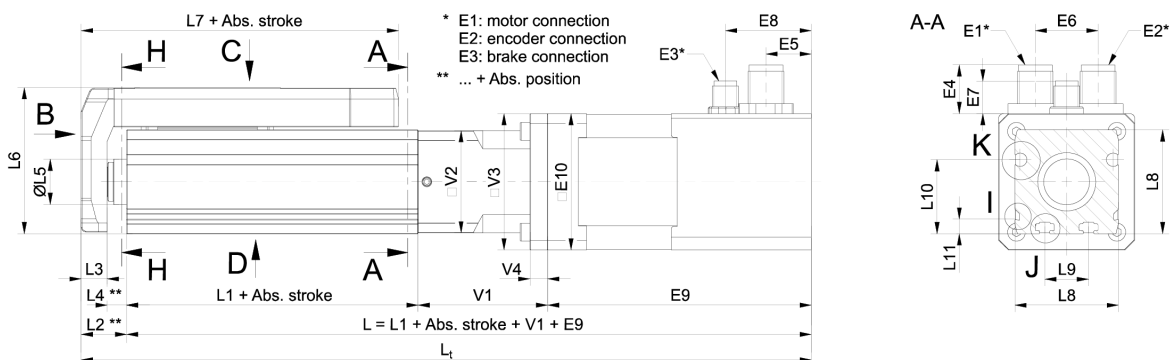 L7 + Abs. stroke
H
C
A
B
L6
ØL5
* E1: motor connection
E2: encoder connection
E3: brake connection
** ... + Abs. position
E8
E5
E3*
□ V2
□ V3
□ E10
H
D
A
L3
V4
L4 **
L1 + Abs. stroke
V1
E9
L2 **
L = L1 + Abs. stroke + V1 + E9
Lt
A-A
E1*
E6
E2*
E4
E7
K
L10
I
L8
L11
J
L9
L8